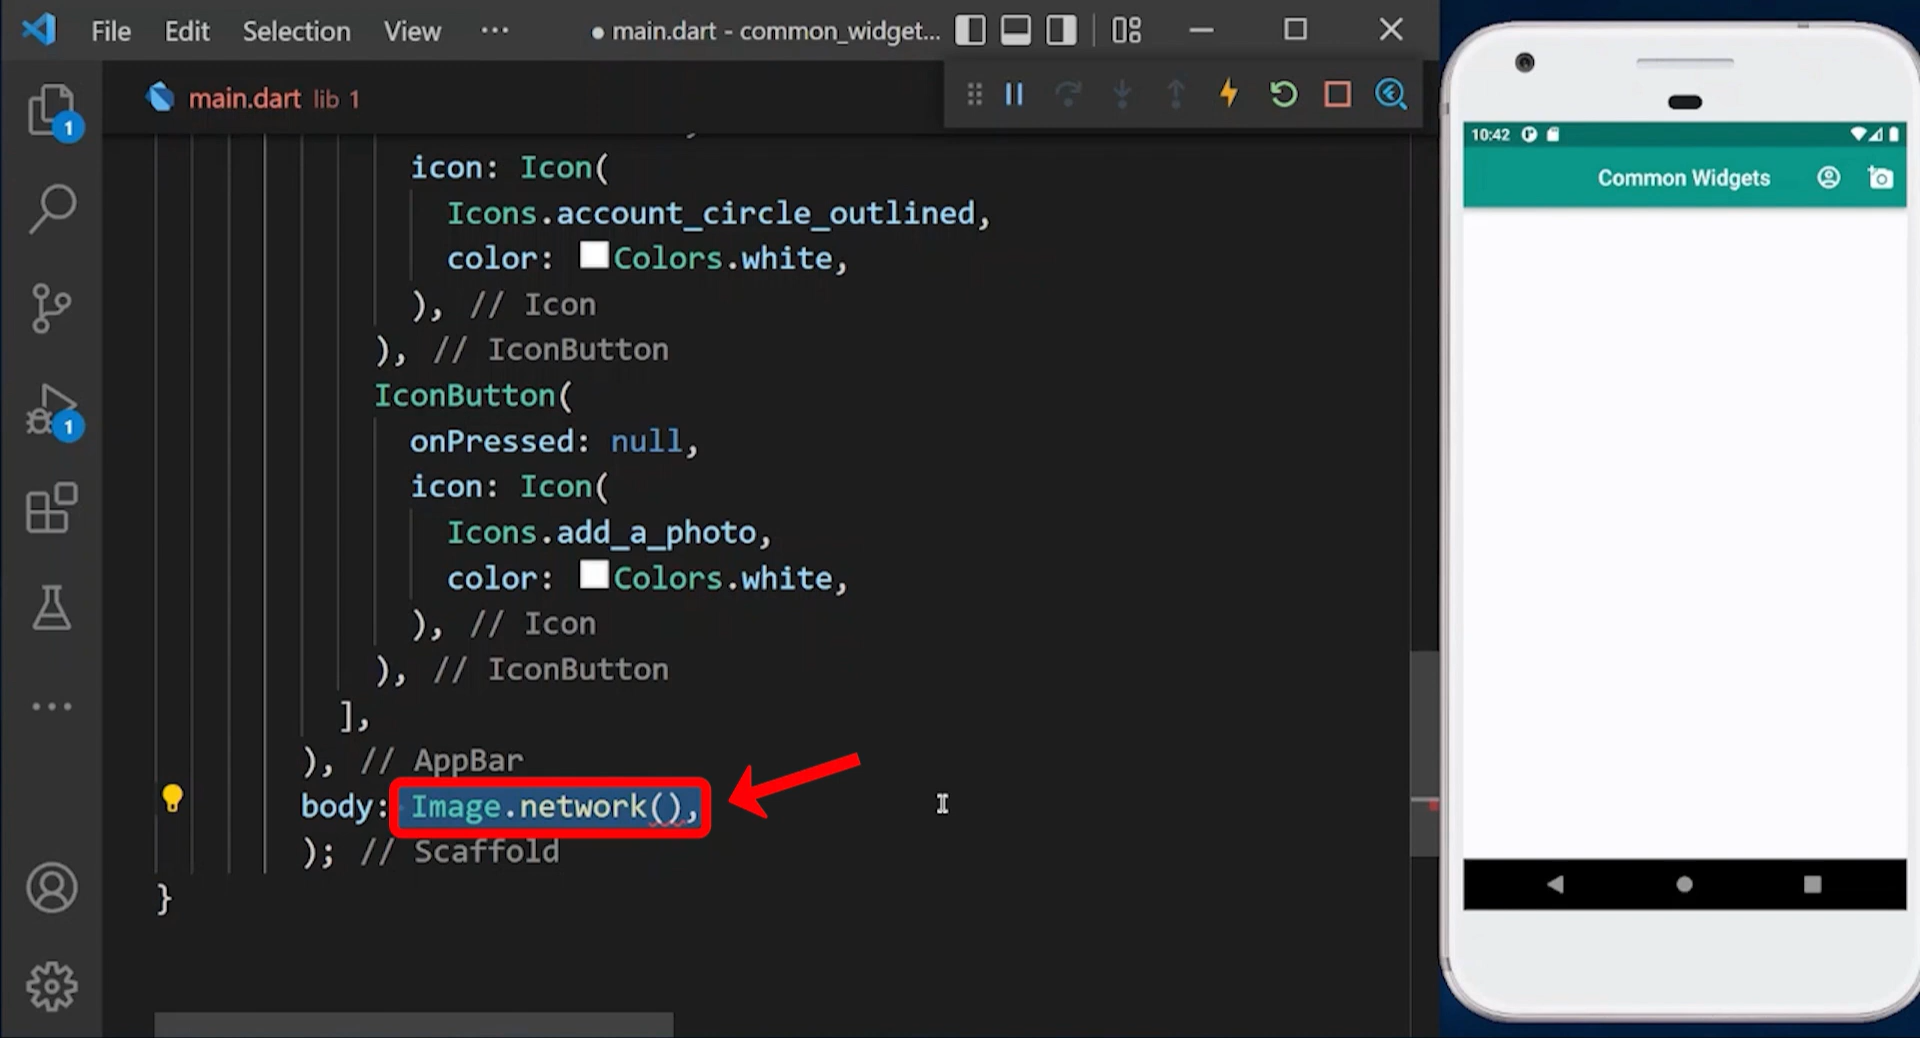 File Edit Selection View ··· ● main.dart - common_widget...
main.dart lib 1
1
icon: Icon(
Icons.account_circle_outlined,
color: Colors.white,
), // Icon
), // IconButton
IconButton(
onPressed: null,
icon: Icon(
Icons.add_a_photo,
color: Colors.white,
), // Icon
), // IconButton
],
), // AppBar
body: Image.network(),
); // Scaffold
}
1
10:42
Common Widgets